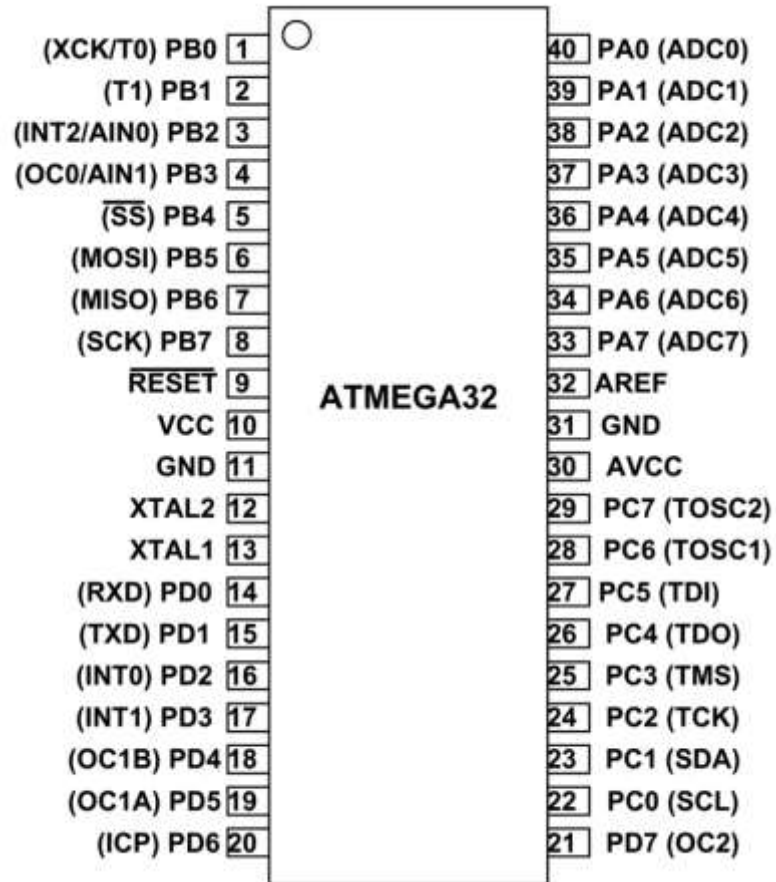 (XCK/T0) PB0 1 40 PA0 (ADC0)
(T1) PB1 2 39 PA1 (ADC1)
(INT2/AIN0) PB2 3 38 PA2 (ADC2)
(OC0/AIN1) PB3 4 37 PA3 (ADC3)
(SS) PB4 5 36 PA4 (ADC4)
(MOSI) PB5 6 35 PA5 (ADC5)
(MISO) PB6 7 34 PA6 (ADC6)
(SCK) PB7 8 33 PA7 (ADC7)
RESET 9 32 AREF
ATMEGA32
VCC 10 31 GND
GND 11 30 AVCC
XTAL2 12 29 PC7 (TOSC2)
XTAL1 13 28 PC6 (TOSC1)
(RXD) PD0 14 27 PC5 (TDI)
(TXD) PD1 15 26 PC4 (TDO)
(INT0) PD2 16 25 PC3 (TMS)
(INT1) PD3 17 24 PC2 (TCK)
(OC1B) PD4 18 23 PC1 (SDA)
(OC1A) PD5 19 22 PC0 (SCL)
(ICP) PD6 20 21 PD7 (OC2)